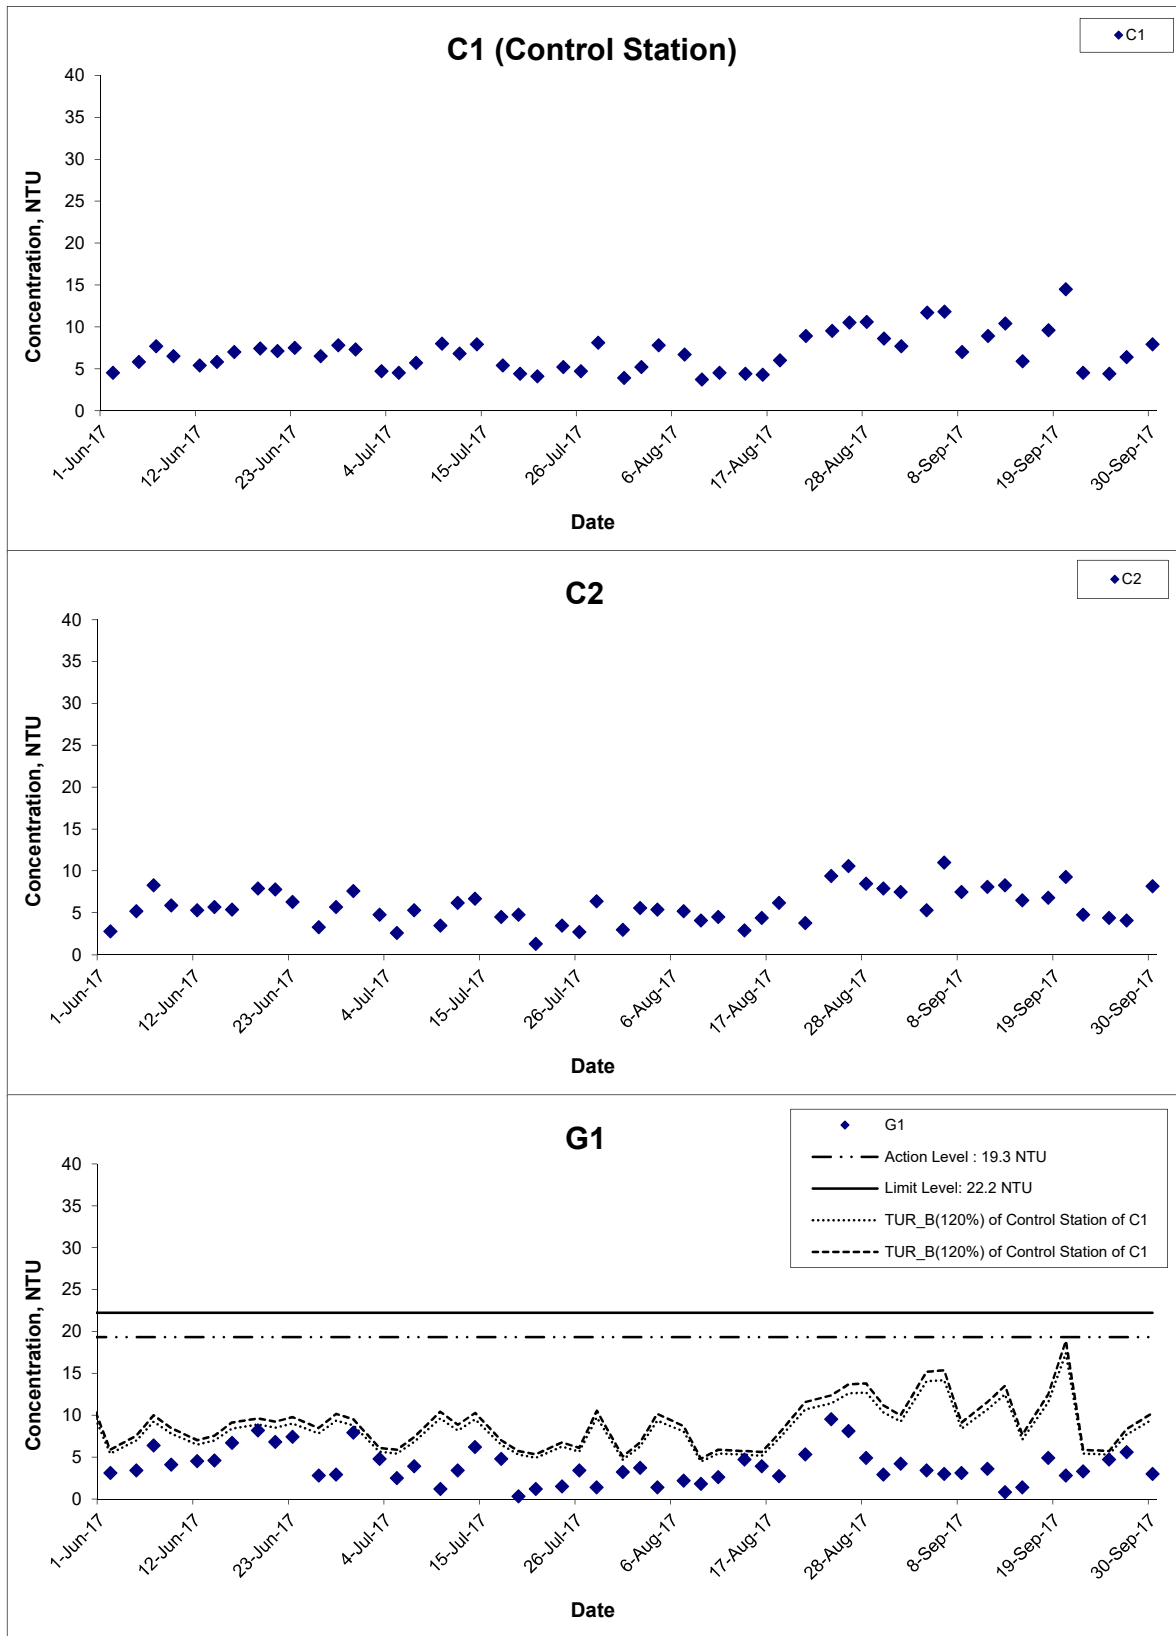 C1 (Control Station)
C1
40
35
30
25
20
15
10
5
0
Concentration, NTU
1-Jun-17
12-Jun-17
23-Jun-17
4-Jul-17
15-Jul-17
26-Jul-17
6-Aug-17
17-Aug-17
28-Aug-17
8-Sep-17
19-Sep-17
30-Sep-17
Date
C2
C2
40
35
30
25
20
15
10
5
0
Concentration, NTU
1-Jun-17
12-Jun-17
23-Jun-17
4-Jul-17
15-Jul-17
26-Jul-17
6-Aug-17
17-Aug-17
28-Aug-17
8-Sep-17
19-Sep-17
30-Sep-17
Date
G1
G1
Action Level : 19.3 NTU
Limit Level: 22.2 NTU
TUR_B(120%) of Control Station of C1
TUR_B(120%) of Control Station of C1
40
35
30
25
20
15
10
5
0
Concentration, NTU
1-Jun-17
12-Jun-17
23-Jun-17
4-Jul-17
15-Jul-17
26-Jul-17
6-Aug-17
17-Aug-17
28-Aug-17
8-Sep-17
19-Sep-17
30-Sep-17
Date